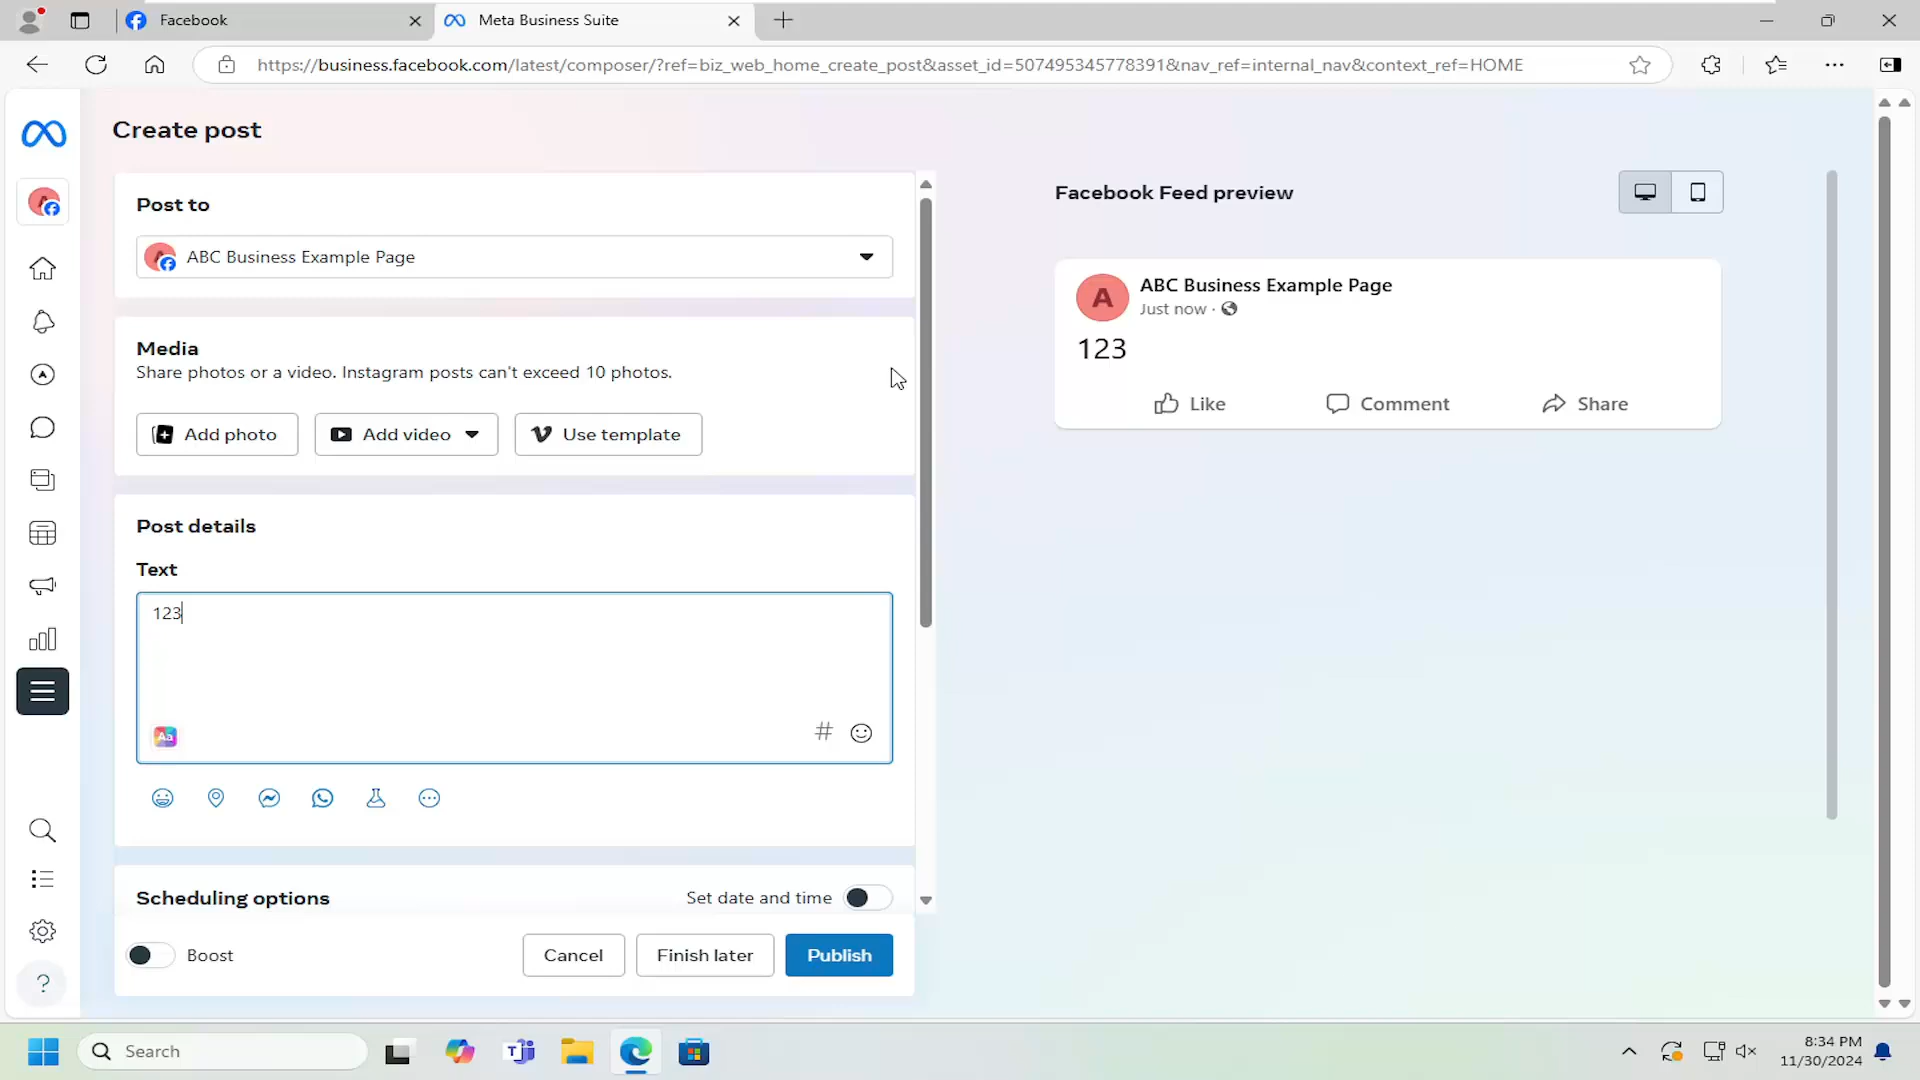 Facebook
Meta Business Suite
https://business.facebook.com/latest/composer/?ref=biz_web_home_create_post&asset_id=507495345778391&nav_ref=internal_nav&context_ref=HOME
Create post
Post to
A ABC Business Example Page
Media
Share photos or a video. Instagram posts can't exceed 10 photos.
Add photo
Add video
Use template
Post details
Text
123
Aa
#
Scheduling options
Set date and time
Boost
Cancel
Finish later
Publish
Facebook Feed preview
A
ABC Business Example Page
Just now ·
123
Like
Comment
Share
?
Search
8:34 PM
11/30/2024